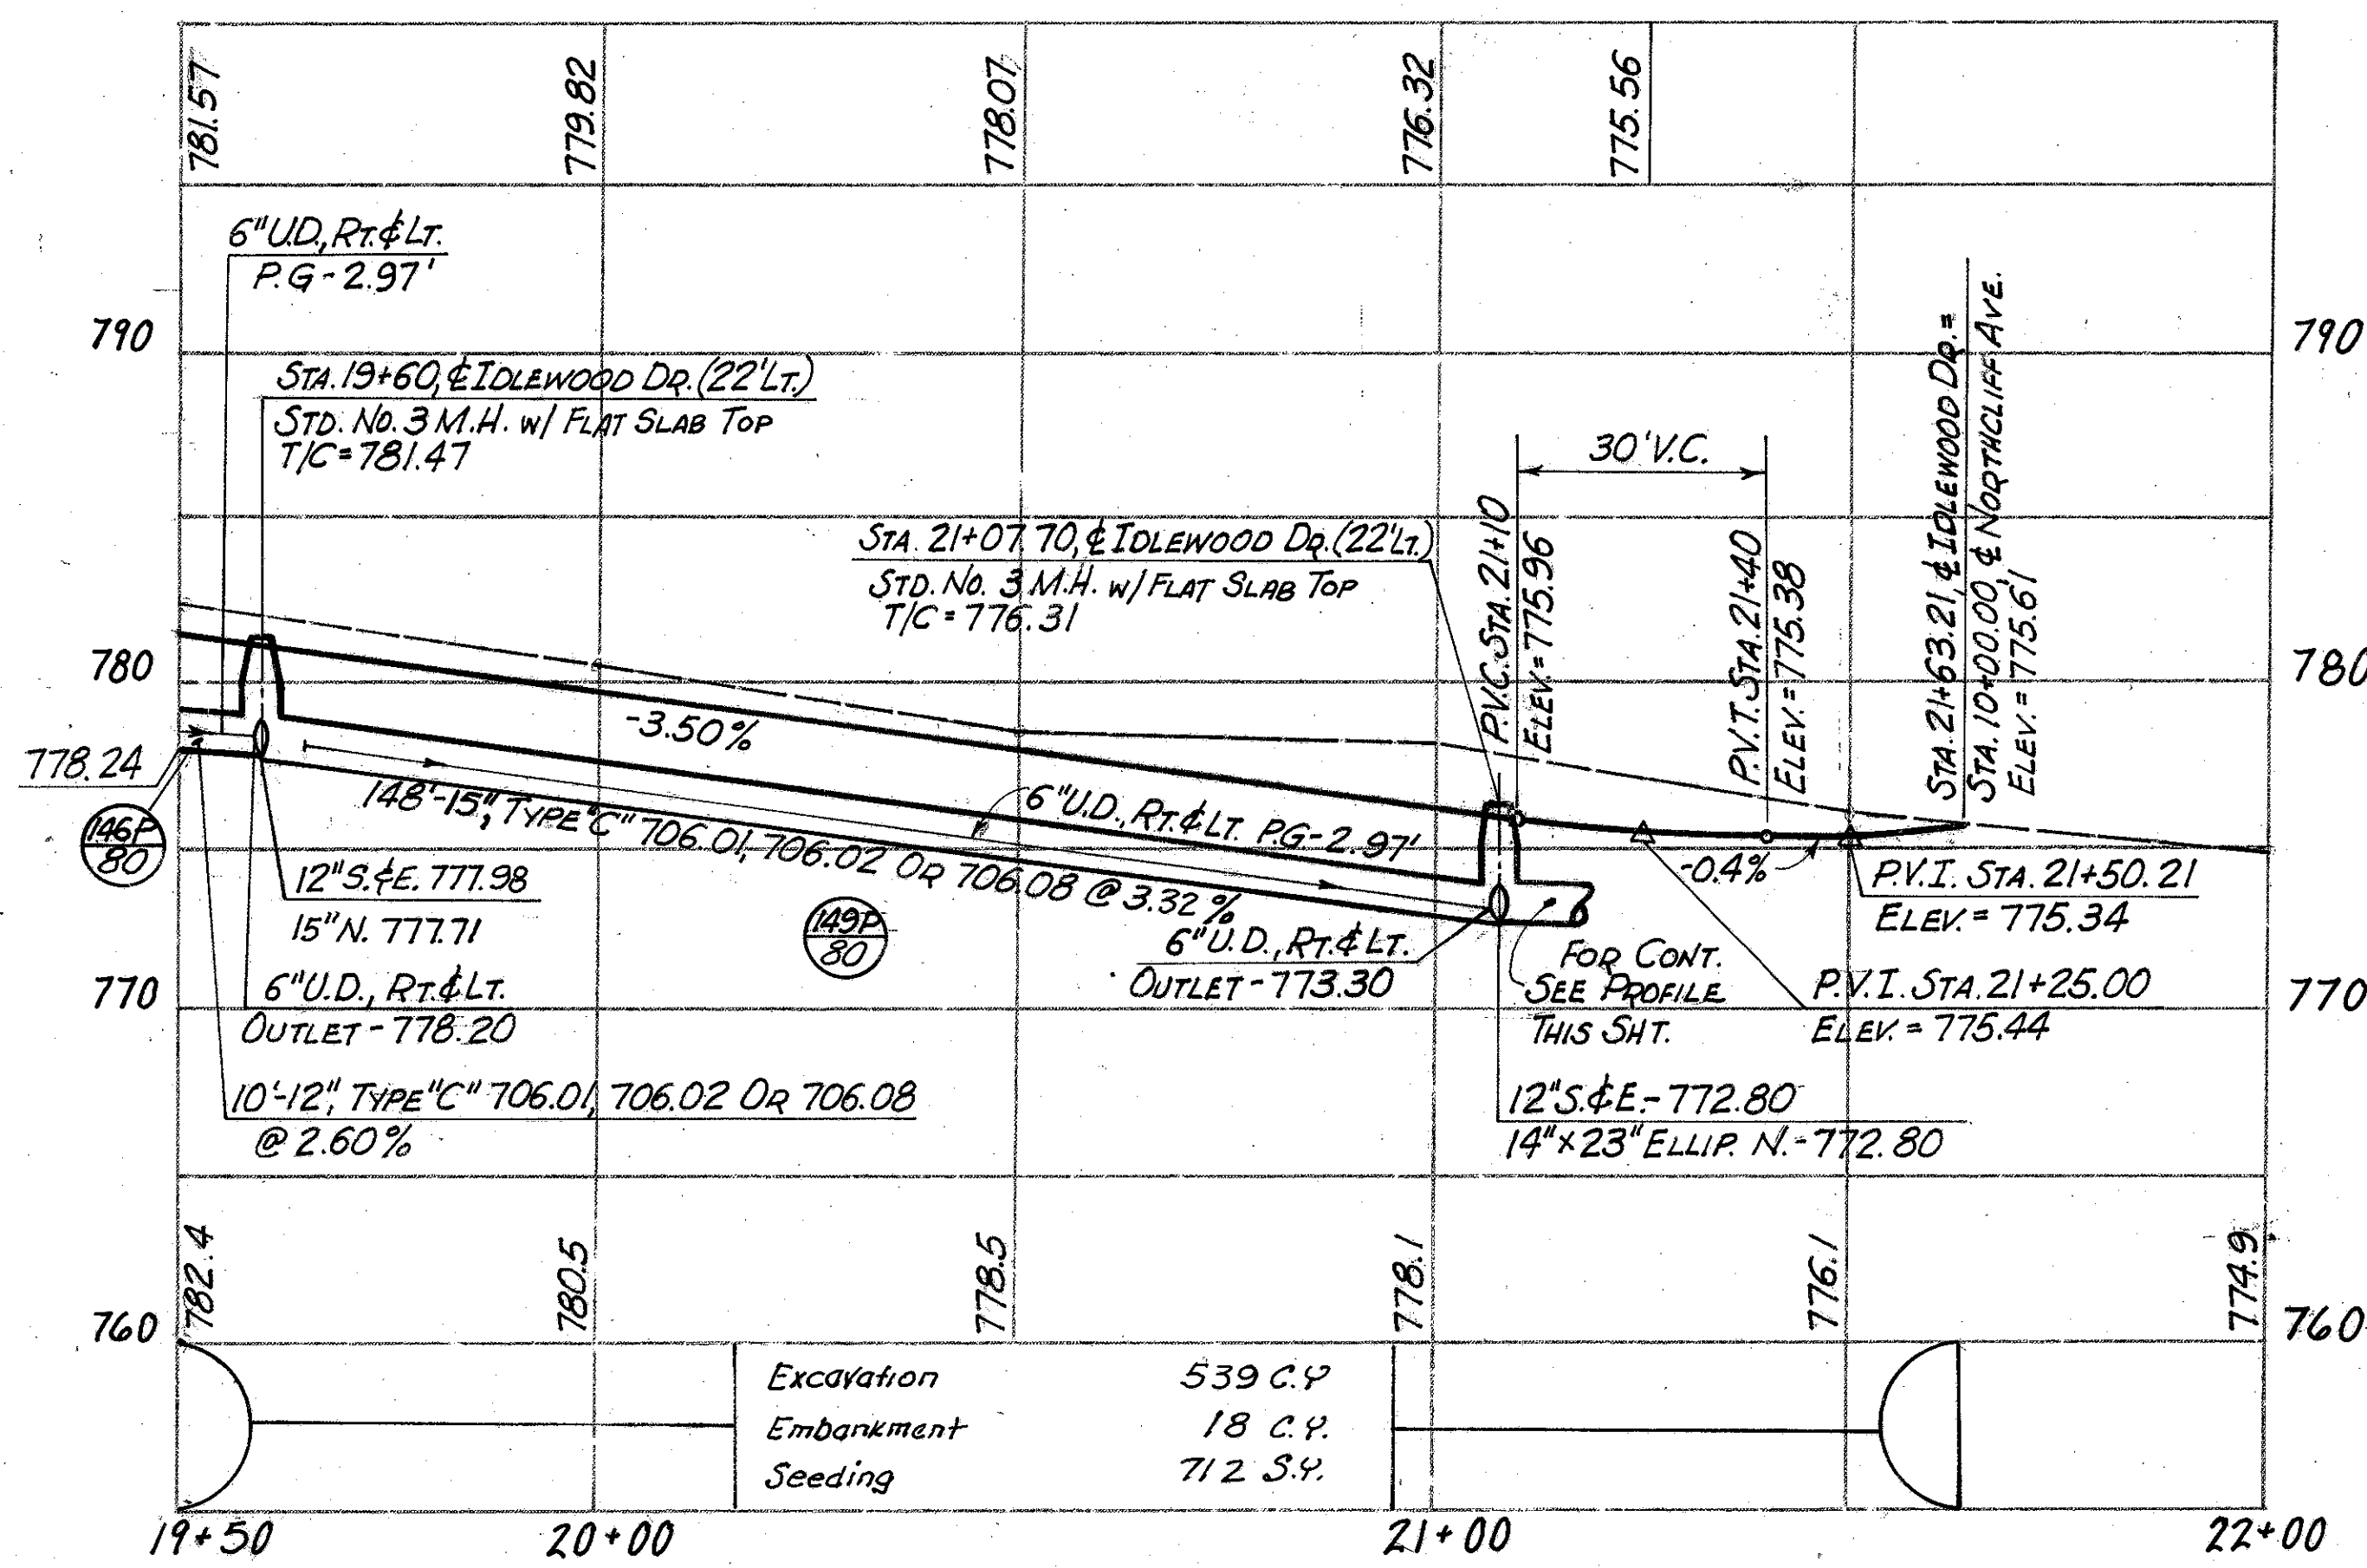 781.57
779.82
778.07
776.32
775.56
6"U.D., RT. & LT.
P.G - 2.97'
790
790
STA. 19+60, ℄ IDLEWOOD DR. (22' LT.)
STD. NO. 3 M.H. W/ FLAT SLAB TOP
T/C = 781.47
30' V.C.
STA. 21+07.70, ℄ IDLEWOOD DR. (22' LT.)
STD. NO. 3 M.H. W/ FLAT SLAB TOP
T/C = 776.31
P.V.C. STA. 21+10
ELEV. = 775.96
P.V.T. STA. 21+40
ELEV. = 775.38
STA. 21+63.21, ℄ IDLEWOOD DR. =
STA. 10+00.00, ℄ NORTHCLIFF AVE.
ELEV. = 775.61
780
780
-3.50%
778.24
146P
80
148'-15", TYPE "C" 706.01, 706.02 OR 706.08 @ 3.32%
6"U.D., RT. & LT. P.G - 2.97'
-0.4%
P.V.I. STA. 21+50.21
ELEV. = 775.34
12" S. & E. 777.98
15" N. 777.71
149P
80
6"U.D., RT. & LT.
OUTLET - 773.30
FOR CONT.
SEE PROFILE
THIS SHT.
P.V.I. STA. 21+25.00
ELEV. = 775.44
770
770
6"U.D., RT. & LT.
OUTLET - 778.20
10'-12", TYPE "C" 706.01, 706.02 OR 706.08
@ 2.60%
12" S. & E. - 772.80
14" x 23" ELLIP. N. - 772.80
782.4
780.5
778.5
778.1
776.1
774.9
760
760
Excavation 539 C.Y
Embankment 18 C.Y.
Seeding 712 S.Y.
19+50
20+00
21+00
22+00